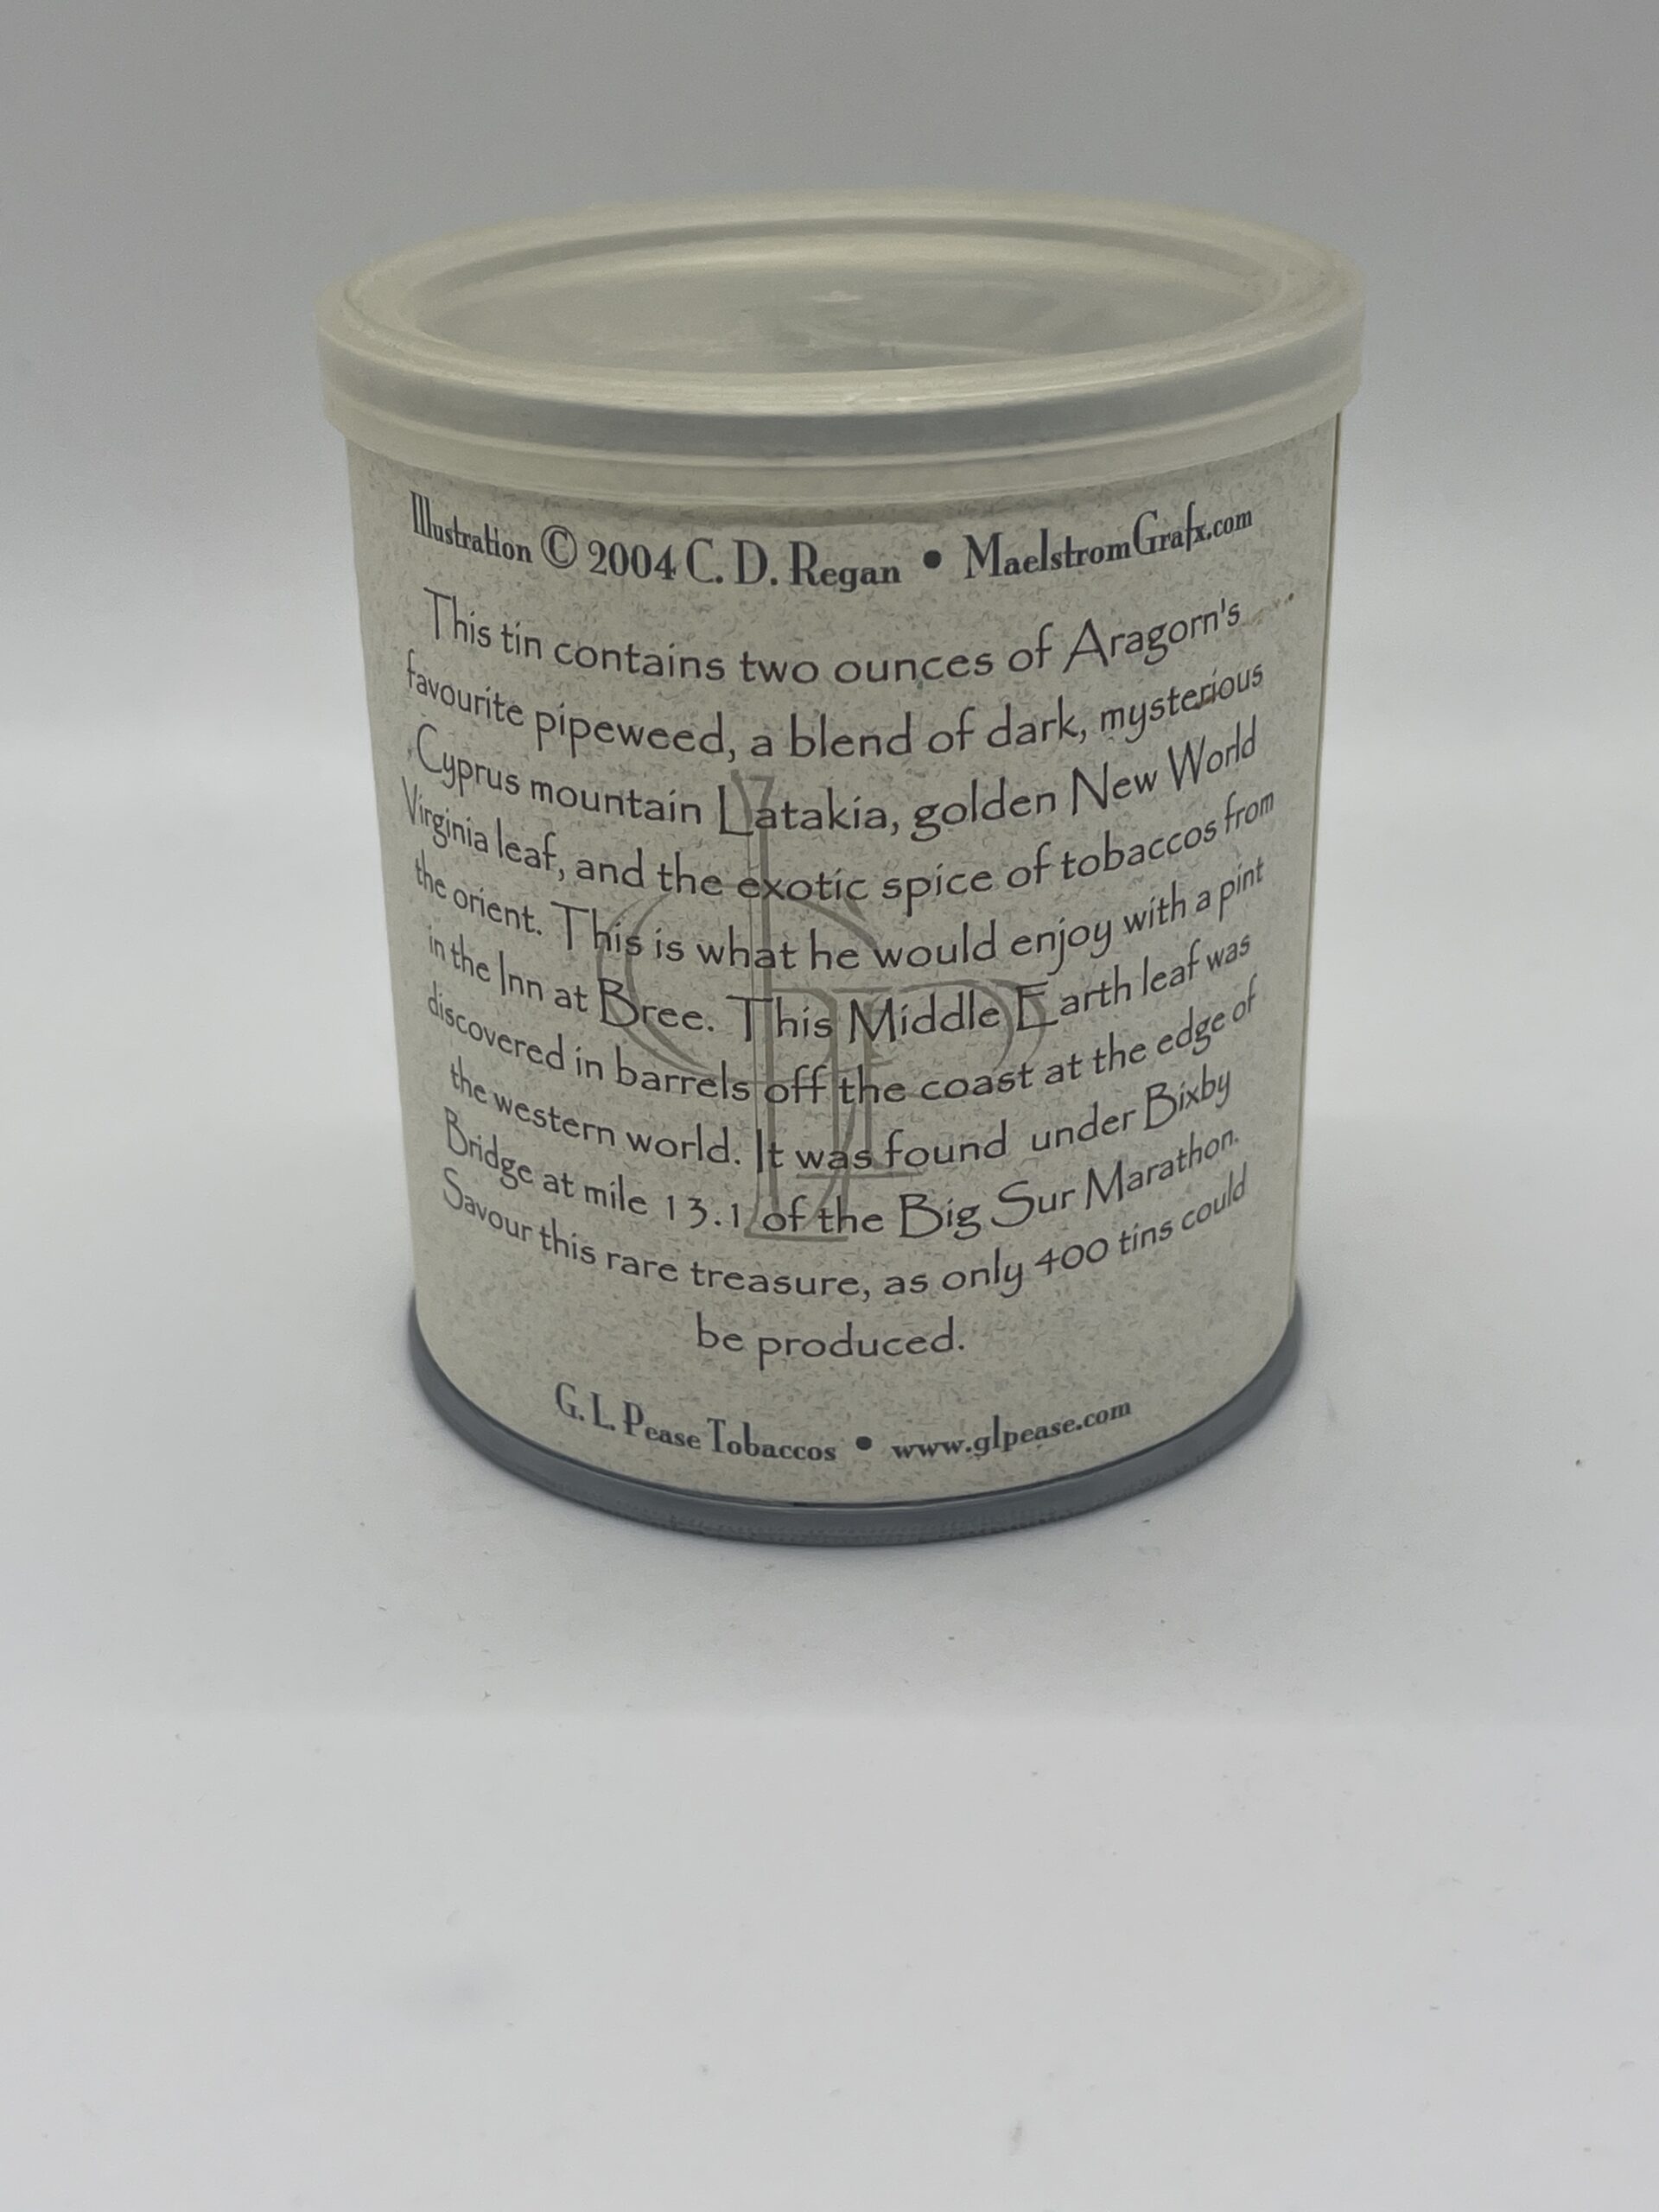 Illustration © 2004 C. D. Regan • MaelstromGrafx.com
This tin contains two ounces of Aragorn's
favourite pipeweed, a blend of dark, mysterious
Cyprus mountain Latakia, golden New World
Virginia leaf, and the exotic spice of tobaccos from
the orient. This is what he would enjoy with a pint
in the Inn at Bree. This Middle Earth leaf was
discovered in barrels off the coast at the edge of
the western world. It was found under Bixby
Bridge at mile 13.1 of the Big Sur Marathon.
Savour this rare treasure, as only 400 tins could
be produced.
G. L. Pease Tobaccos • www.glpease.com